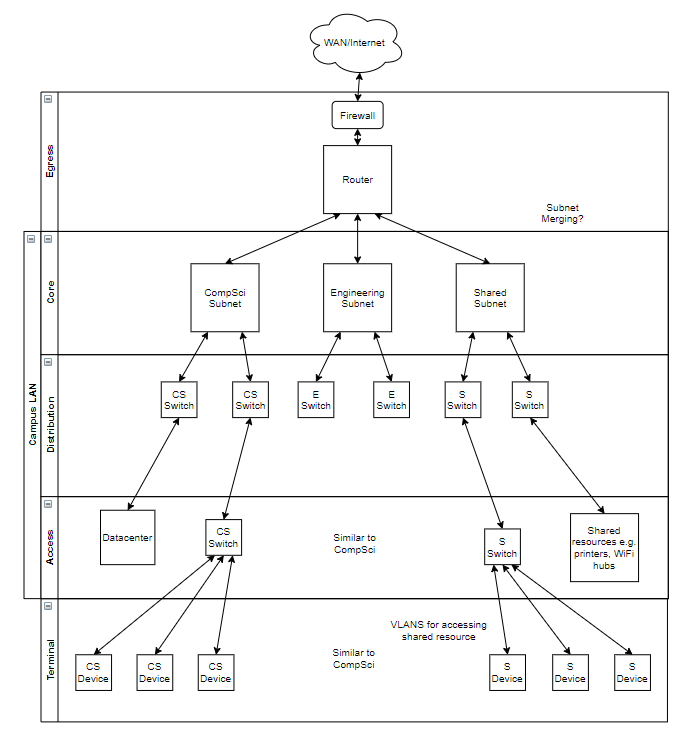 WAN/Internet
Egress
Firewall
Router
Subnet
Merging?
Campus LAN
Core
CompSci
Subnet
Engineering
Subnet
Shared
Subnet
Distribution
CS
Switch
CS
Switch
E
Switch
E
Switch
S
Switch
S
Switch
Access
Datacenter
CS
Switch
Similar to
CompSci
S
Switch
Shared
resources e.g.
printers, WiFi
hubs
Terminal
VLANS for accessing
shared resource
CS
Device
CS
Device
CS
Device
Similar to
CompSci
S
Device
S
Device
S
Device